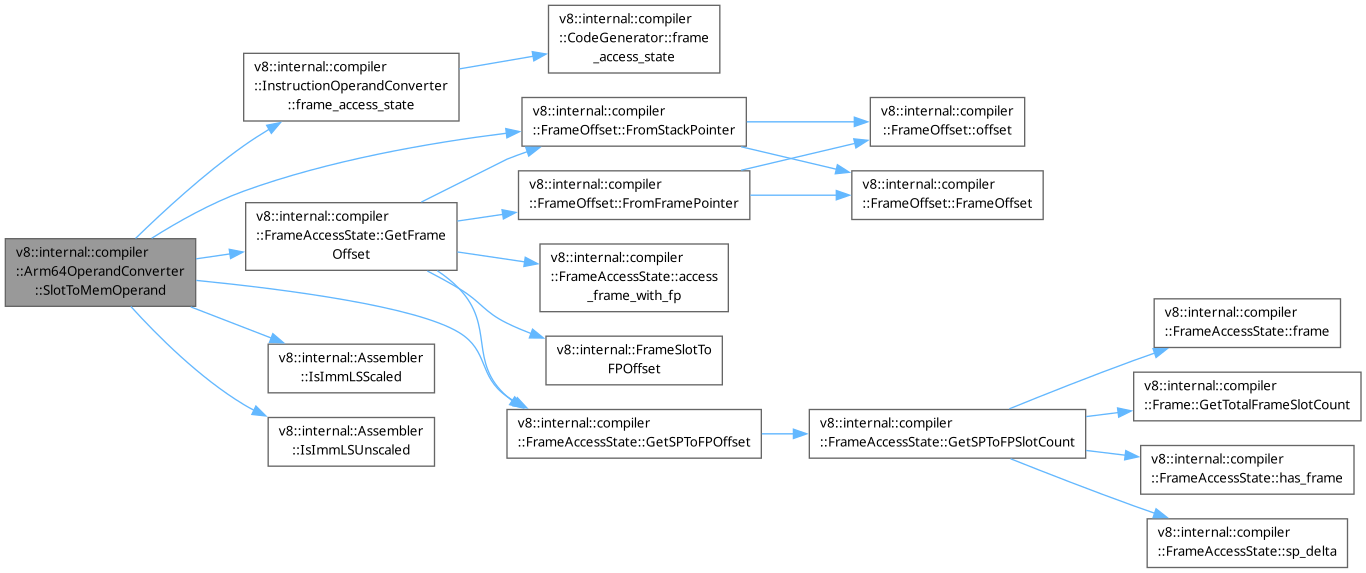 v8::internal::compiler
::Arm64OperandConverter
::SlotToMemOperand
v8::internal::compiler
::InstructionOperandConverter
::frame_access_state
v8::internal::compiler
::CodeGenerator::frame
_access_state
v8::internal::compiler
::FrameOffset::FromStackPointer
v8::internal::compiler
::FrameOffset::offset
v8::internal::compiler
::FrameOffset::FromFramePointer
v8::internal::compiler
::FrameOffset::FrameOffset
v8::internal::compiler
::FrameAccessState::GetFrame
Offset
v8::internal::compiler
::FrameAccessState::access
_frame_with_fp
v8::internal::FrameSlotTo
FPOffset
v8::internal::Assembler
::IsImmLSScaled
v8::internal::Assembler
::IsImmLSUnscaled
v8::internal::compiler
::FrameAccessState::GetSPToFPOffset
v8::internal::compiler
::FrameAccessState::GetSPToFPSlotCount
v8::internal::compiler
::FrameAccessState::frame
v8::internal::compiler
::Frame::GetTotalFrameSlotCount
v8::internal::compiler
::FrameAccessState::has_frame
v8::internal::compiler
::FrameAccessState::sp_delta